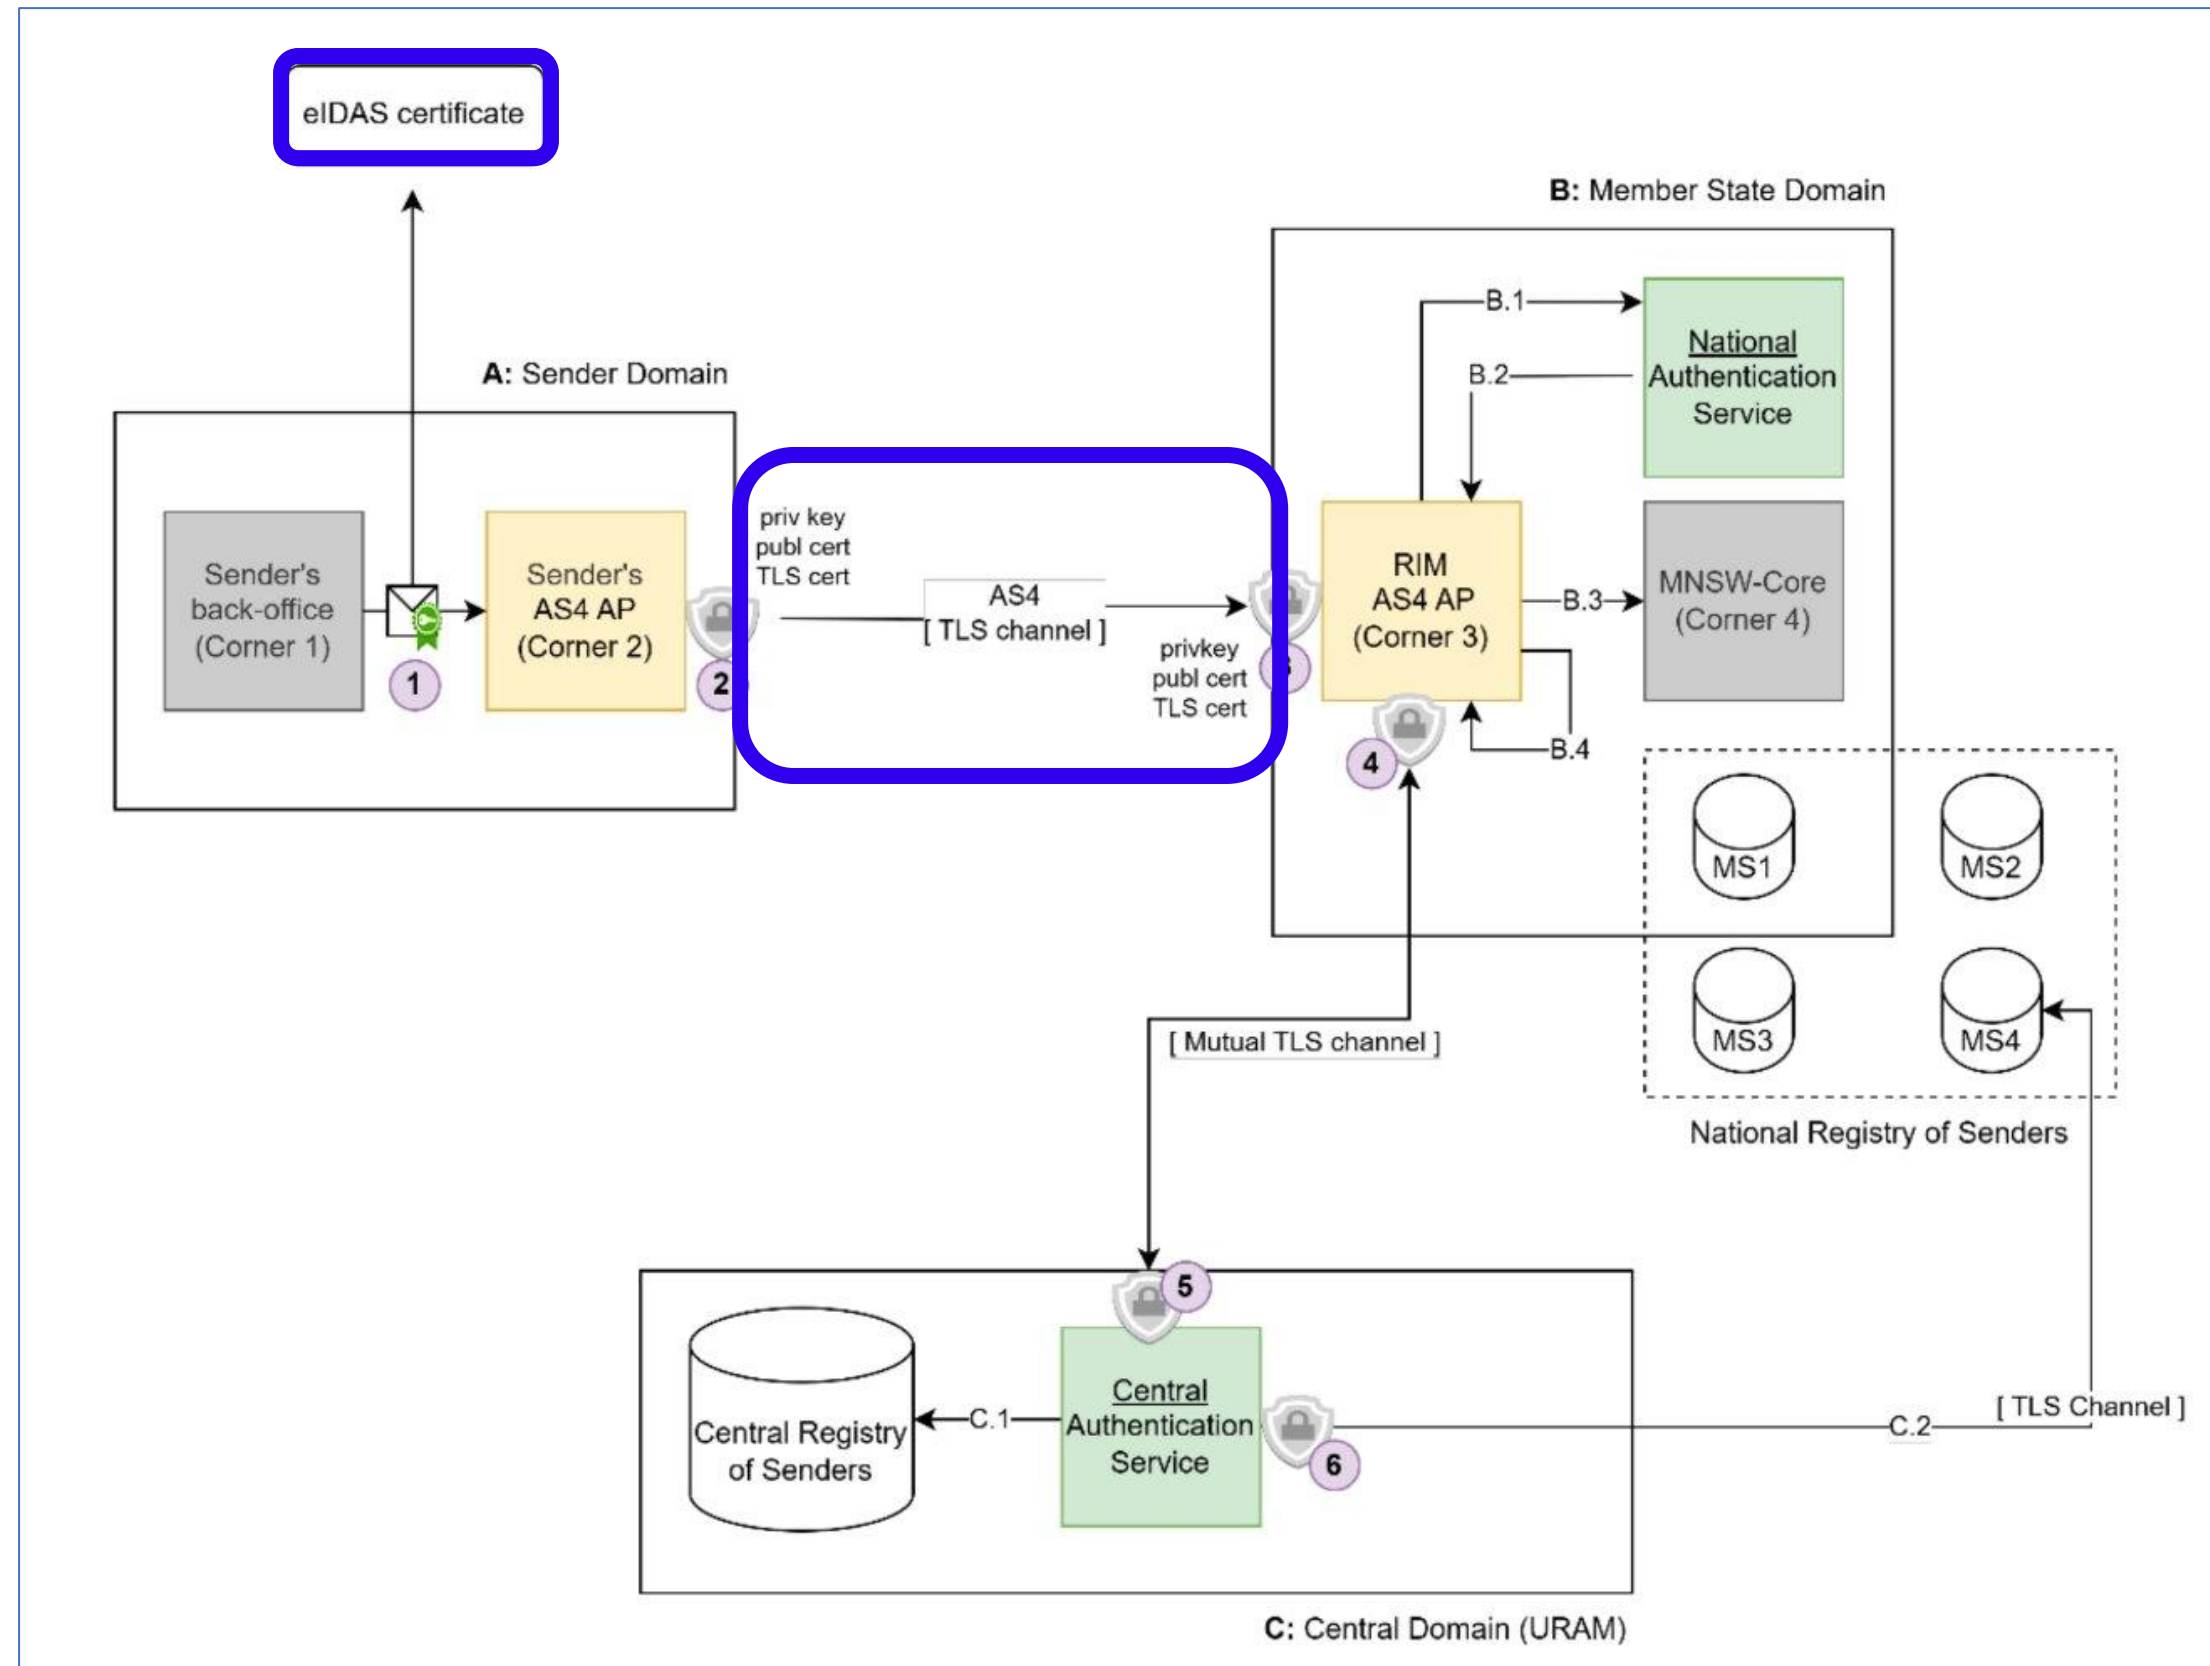 eIDAS certificate
B: Member State Domain
B.1
National
Authentication
Service
B.2
A: Sender Domain
Sender's
back-office
(Corner 1)
1
Sender's
AS4 AP
(Corner 2)
2
priv key
publ cert
TLS cert
AS4
[ TLS channel ]
privkey
publ cert
TLS cert
RIM
AS4 AP
(Corner 3)
B.3
MNSW-Core
(Corner 4)
4
B.4
MS1
MS2
MS3
MS4
National Registry of Senders
[ Mutual TLS channel ]
5
Central Registry
of Senders
C.1
Central
Authentication
Service
6
C.2
[ TLS Channel ]
C: Central Domain (URAM)